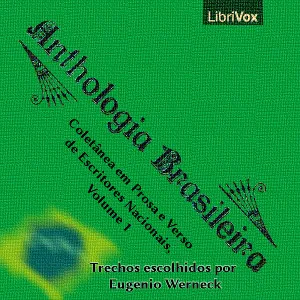 LibriVox
Anthologia Brasileira
Coletânea em Prosa e Verso
de Escritores Nacionais,
Volume 1
Trechos escolhidos por
Eugenio Werneck